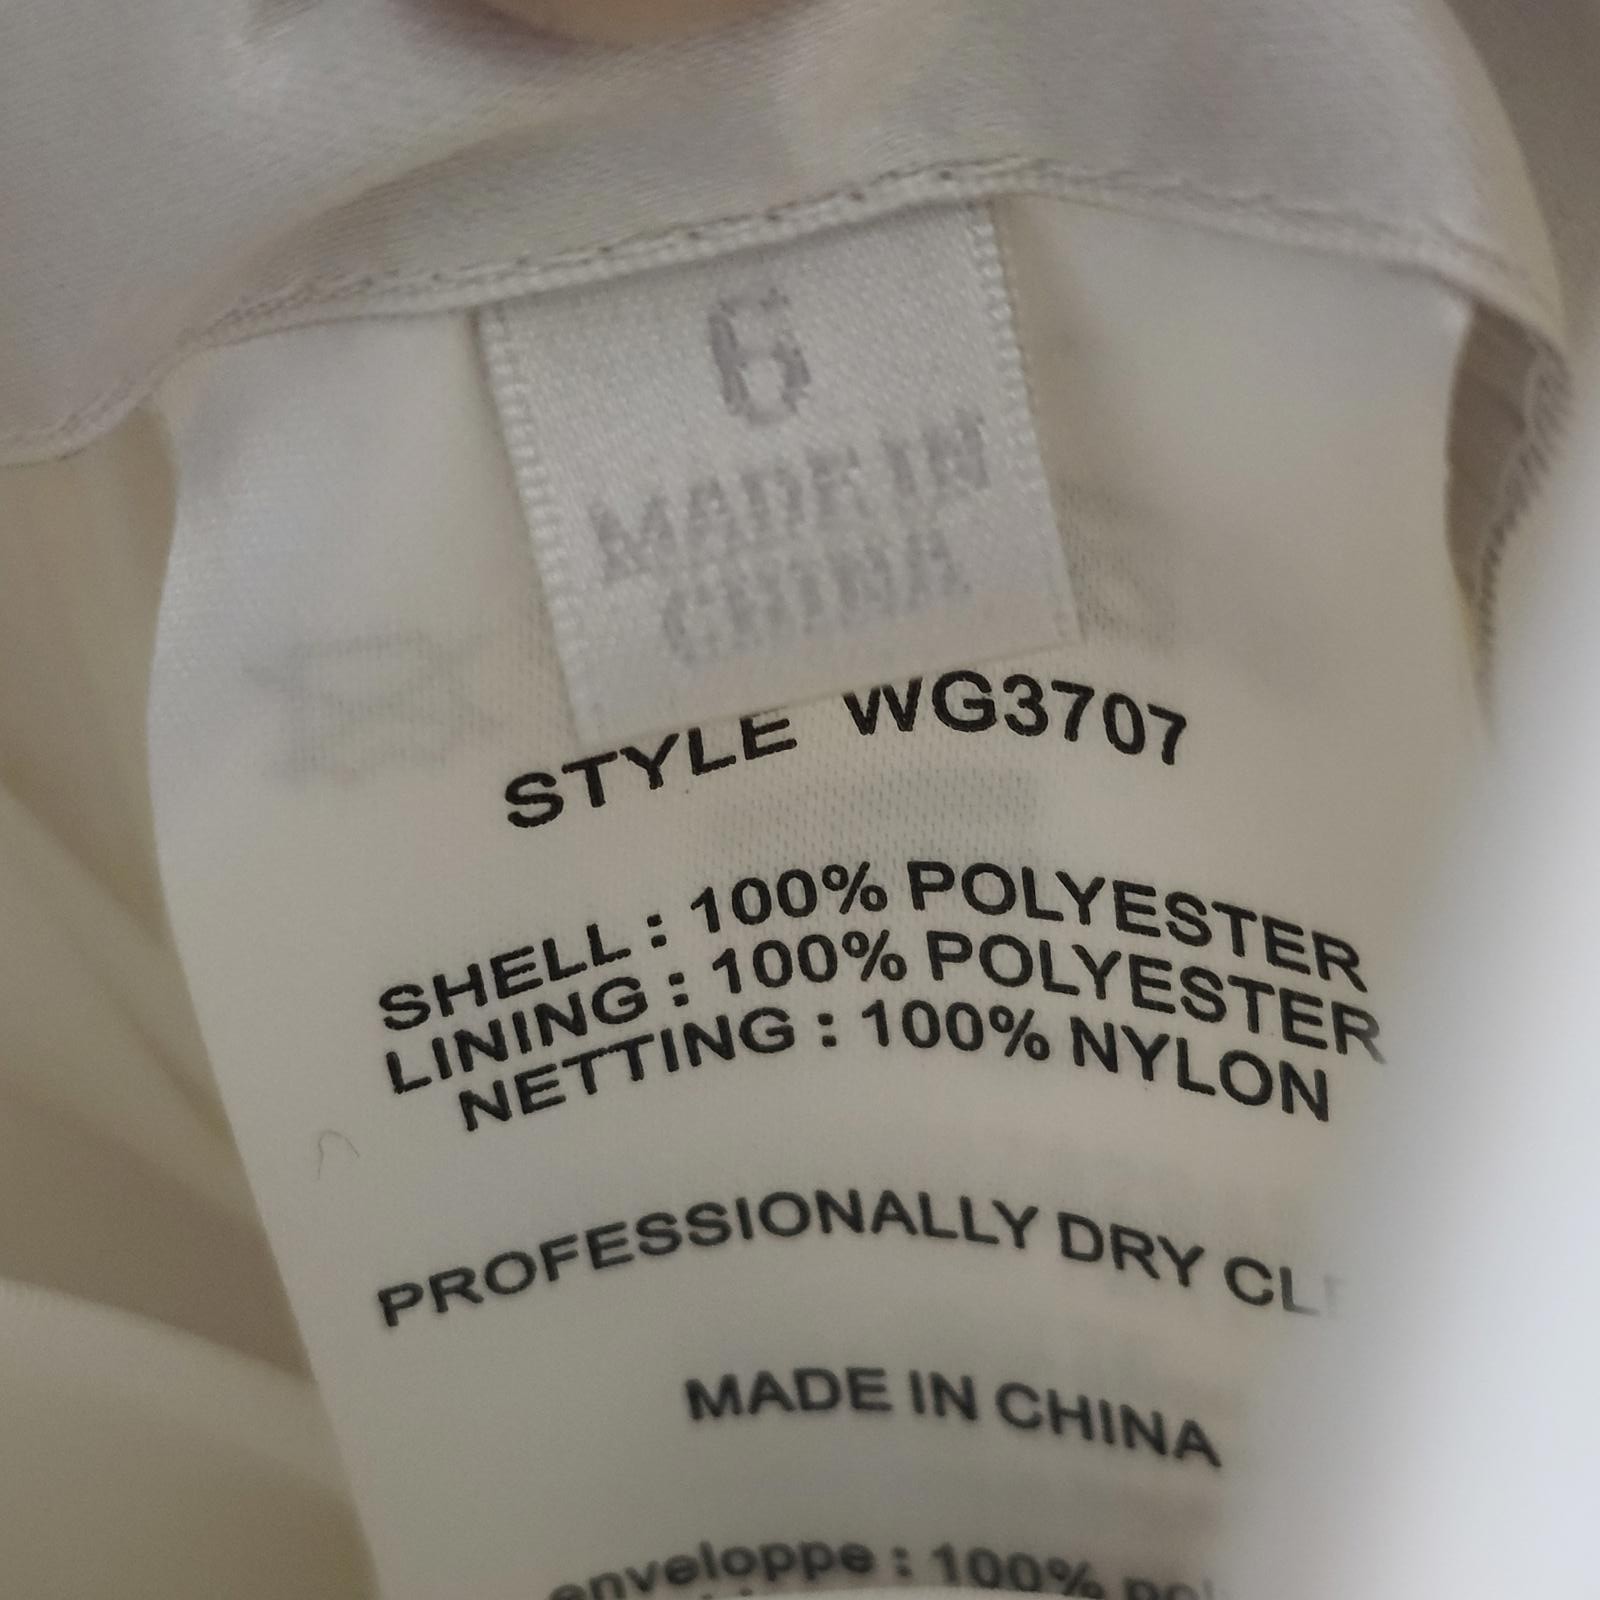 6
MADE IN
CHINA
STYLE WG3707
SHELL : 100% POLYESTER
LINING : 100% POLYESTER
NETTING : 100% NYLON
PROFESSIONALLY DRY
MADE IN CHINA
enveloppe : 100%